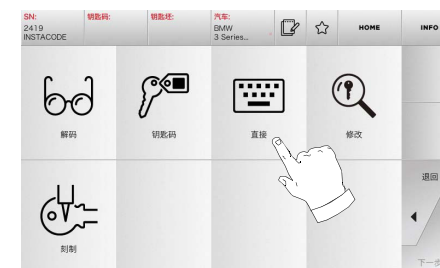 SN: 钥匙码: 钥匙坯: 汽车:
2419 BMW HOME INFO
INSTACODE 3 Series...
解码 钥匙码 直接 修改
退回
刻制
下一步